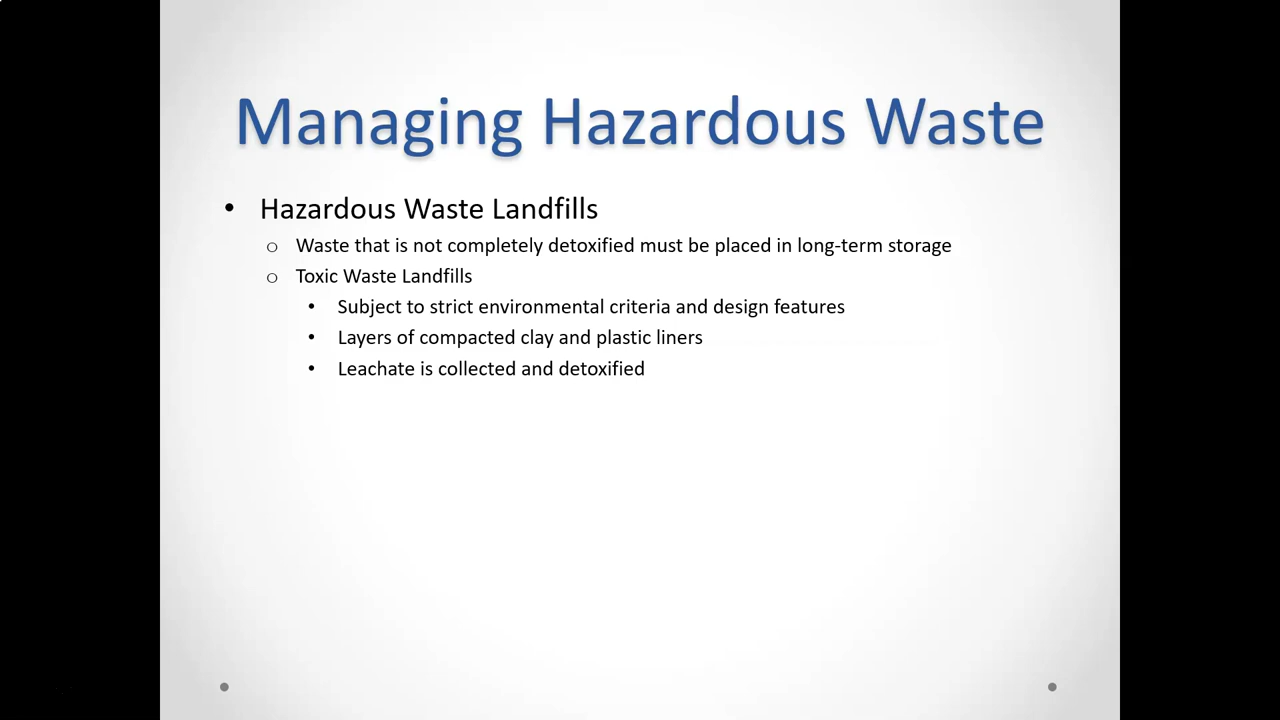 Managing Hazardous Waste
• Hazardous Waste Landfills
o Waste that is not completely detoxified must be placed in long-term storage
o Toxic Waste Landfills
• Subject to strict environmental criteria and design features
• Layers of compacted clay and plastic liners
• Leachate is collected and detoxified